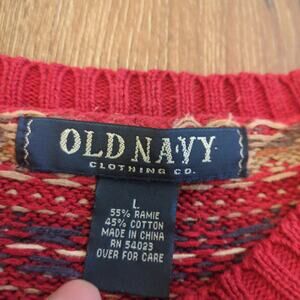 OLD NAVY
CLOTHING CO.
L
55% RAMIE
45% COTTON
MADE IN CHINA
RN 54023
OVER FOR CARE